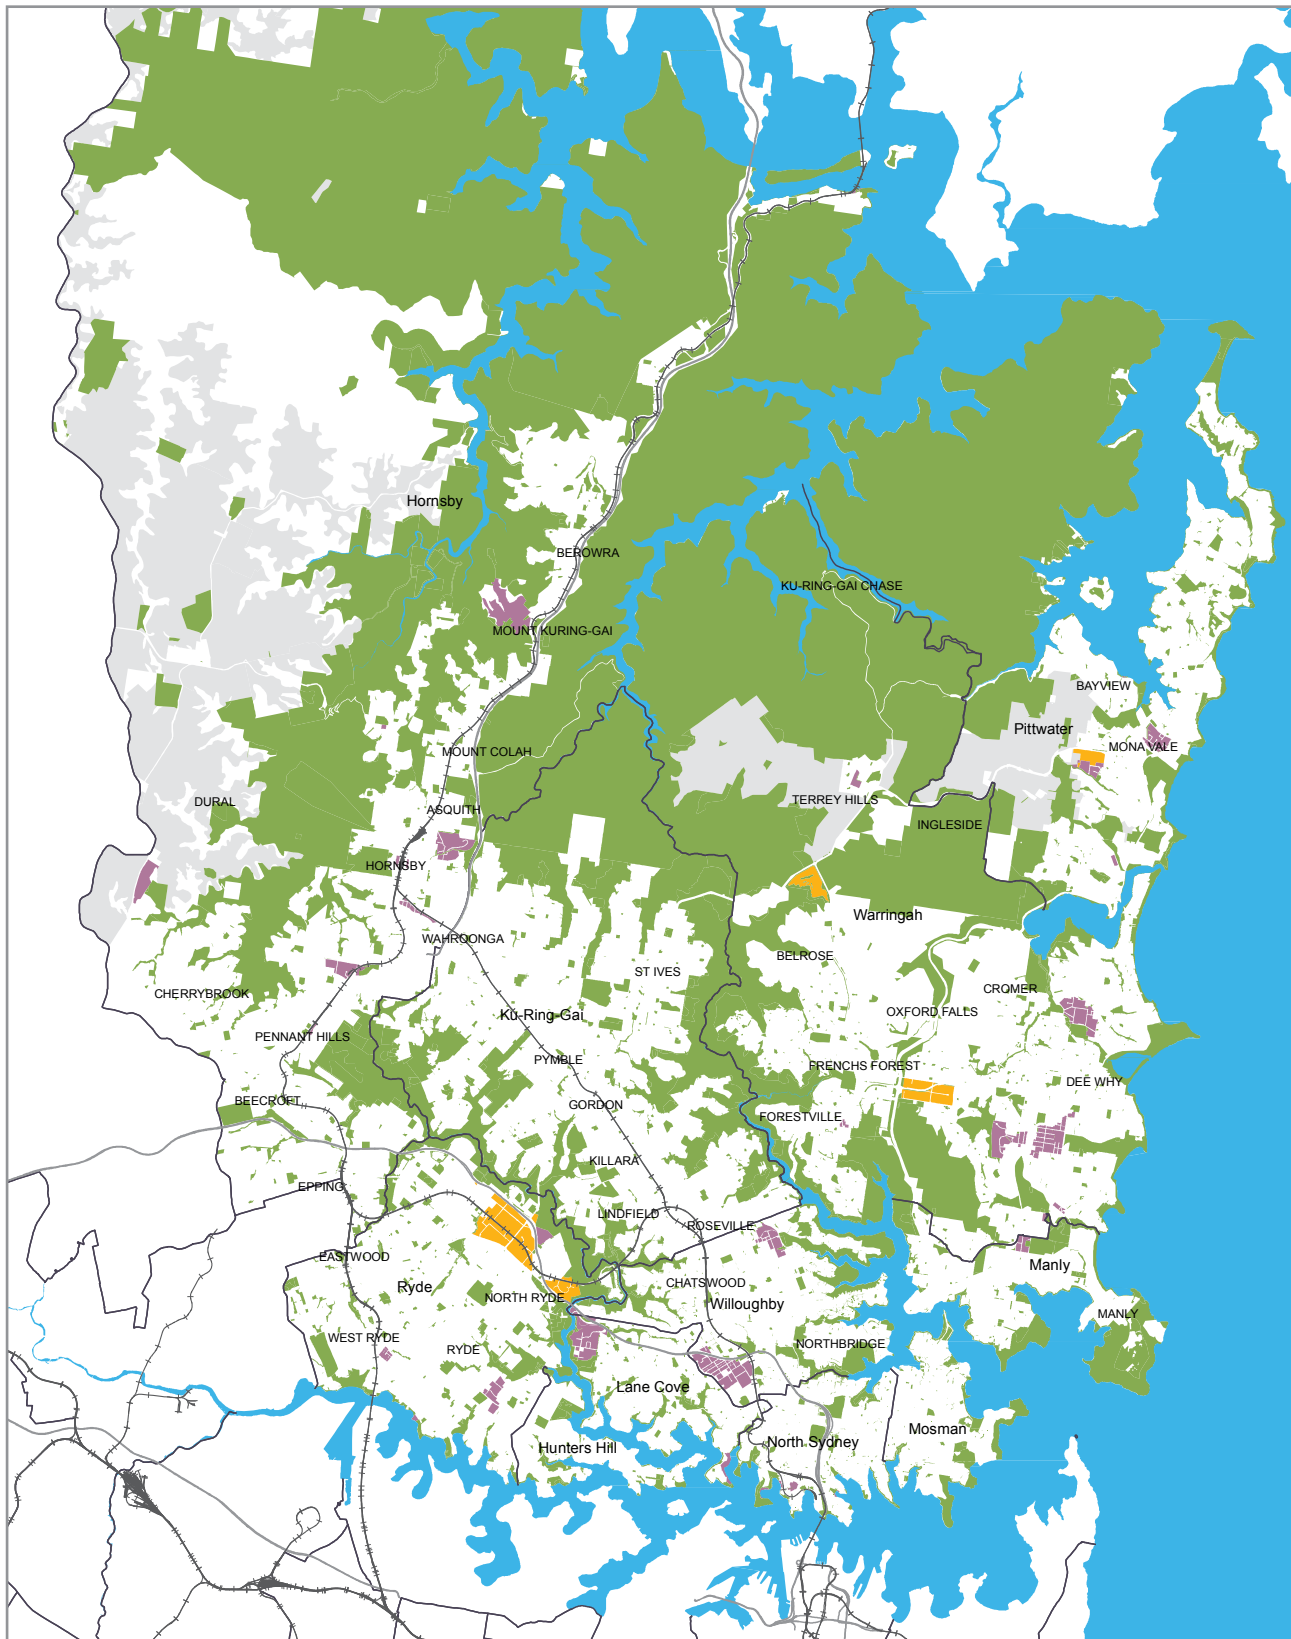 Hornsby
BEROWRA
KU-RING-GAI CHASE
MOUNT KURING-GAI
BAYVIEW
Pittwater
MONA VALE
MOUNT COLAH
TERREY HILLS
DURAL
ASQUITH
INGLESIDE
HORNSBY
Warringah
WAHROONGA
BELROSE
ST IVES
CROMER
CHERRYBROOK
OXFORD FALLS
Ku-Ring-Gai
PENNANT HILLS
PYMBLE
FRENCHS FOREST
DEE WHY
BEECROFT
GORDON
FORESTVILLE
KILLARA
EPPING
LINDFIELD
ROSEVILLE
EASTWOOD
Manly
Ryde
CHATSWOOD
NORTH RYDE
Willoughby
MANLY
WEST RYDE
NORTHBRIDGE
RYDE
Lane Cove
Mosman
North Sydney
Hunters Hill